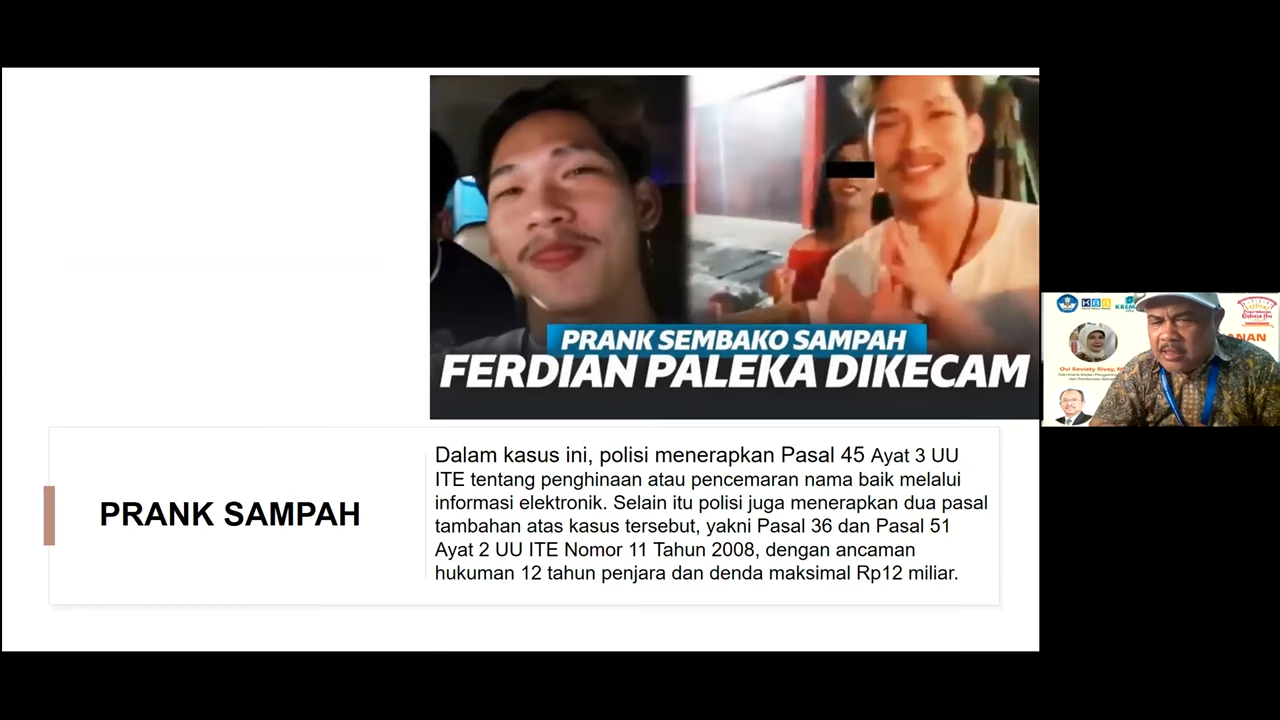 PRANK SEMBAKO SAMPAH
FERDIAN PALEKA DIKECAM
PRANK SAMPAH
Dalam kasus ini, polisi menerapkan Pasal 45 Ayat 3 UU
ITE tentang penghinaan atau pencemaran nama baik melalui
informasi elektronik. Selain itu polisi juga menerapkan dua pasal
tambahan atas kasus tersebut, yakni Pasal 36 dan Pasal 51
Ayat 2 UU ITE Nomor 11 Tahun 2008, dengan ancaman
hukuman 12 tahun penjara dan denda maksimal Rp12 miliar.
Ovi Soviaty Rivay,